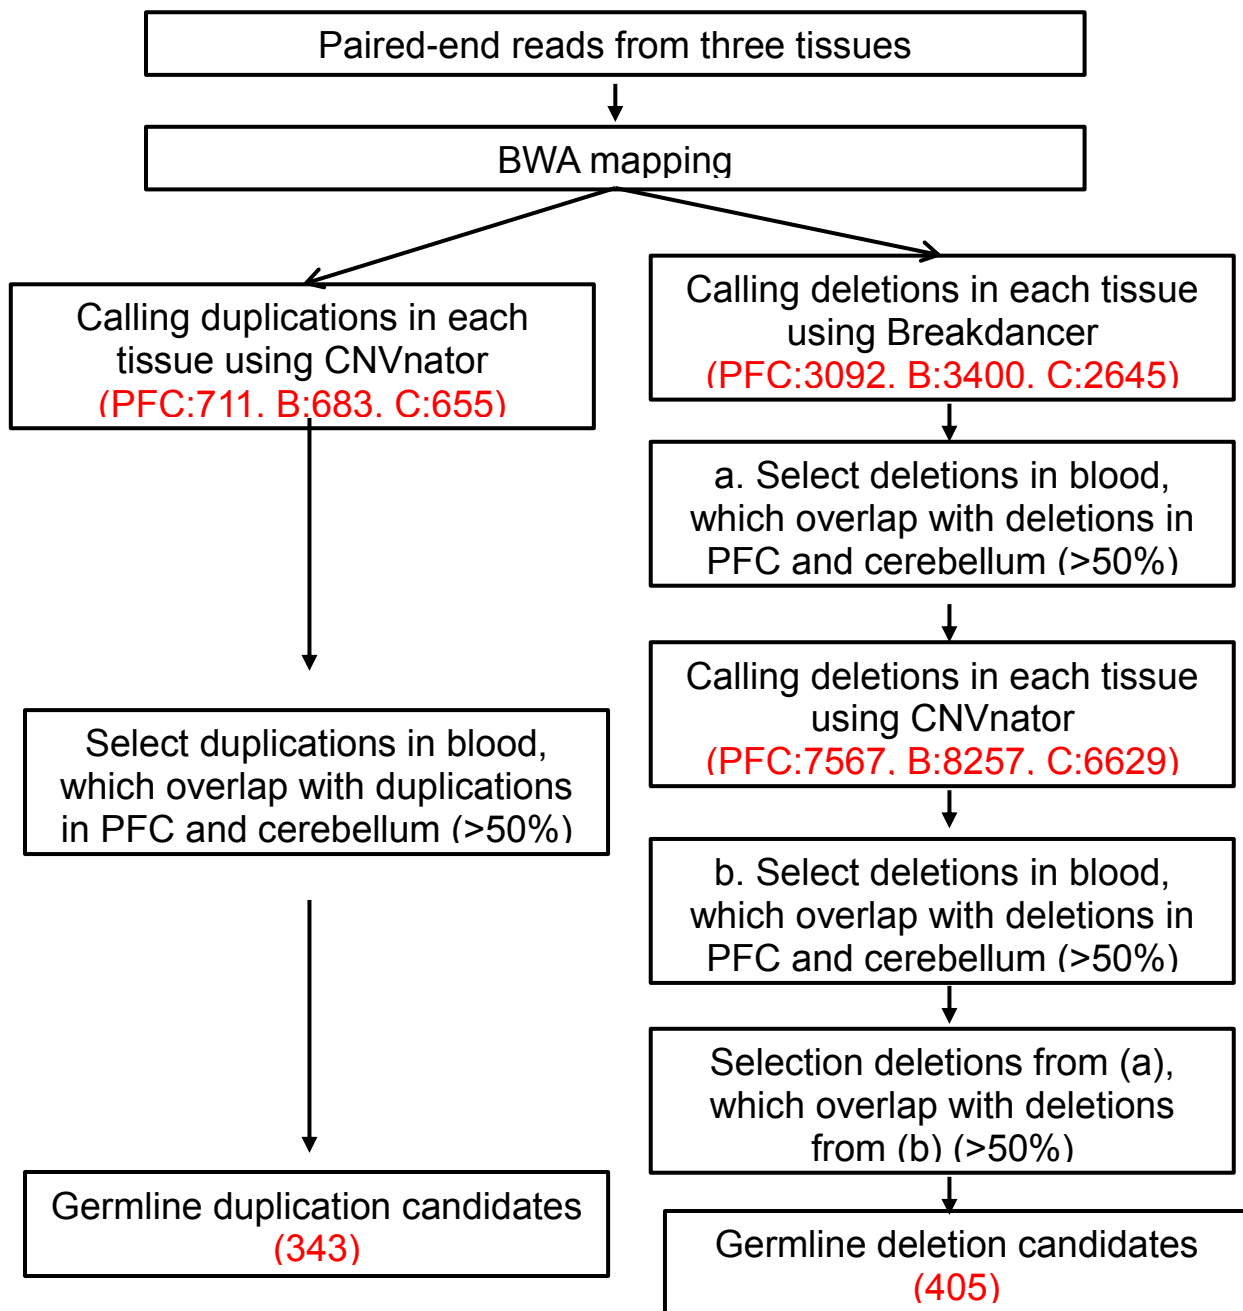 Paired-end reads from three tissues
BWA mapping
Calling duplications in each
tissue using CNVnator
(PFC:711, B:683, C:655)
Select duplications in blood,
which overlap with duplications
in PFC and cerebellum (>50%)
Germline duplication candidates
(343)
Calling deletions in each tissue
using Breakdancer
(PFC:3092, B:3400, C:2645)
a. Select deletions in blood,
which overlap with deletions in
PFC and cerebellum (>50%)
Calling deletions in each tissue
using CNVnator
(PFC:7567, B:8257, C:6629)
b. Select deletions in blood,
which overlap with deletions in
PFC and cerebellum (>50%)
Selection deletions from (a),
which overlap with deletions
from (b) (>50%)
Germline deletion candidates
(405)